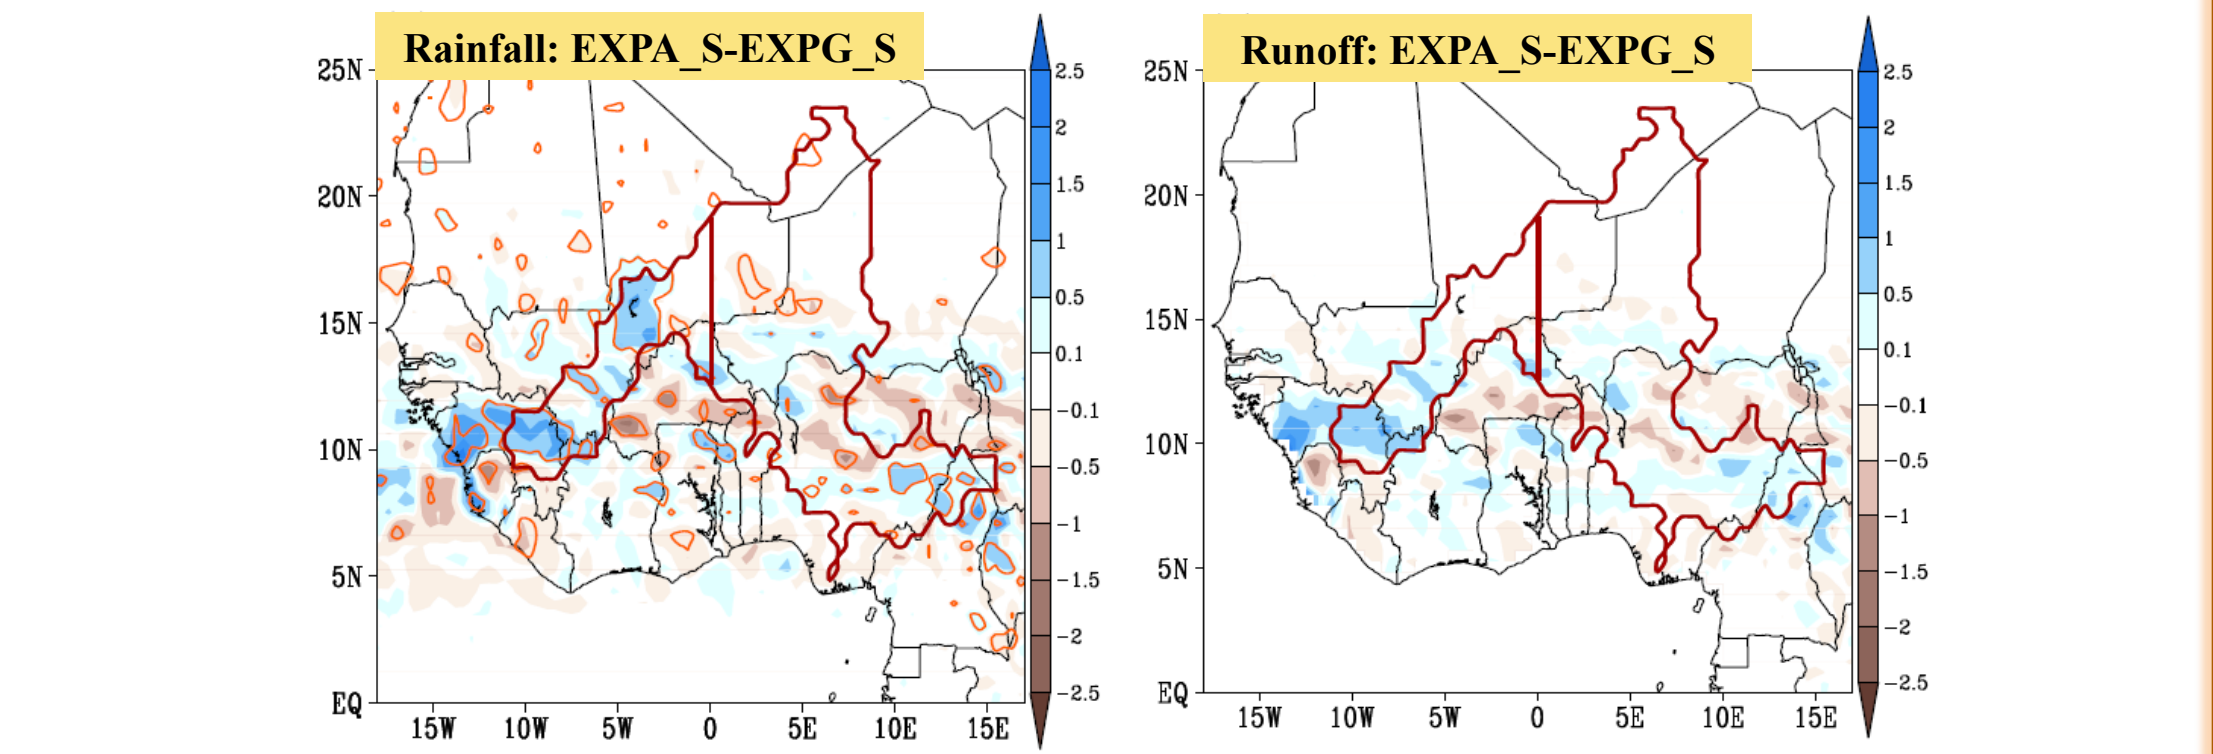 Rainfall: EXPA_S-EXPG_S
25N
20N
15N
10N
5N
EQ
15W 10W 5W 0 5E 10E 15E
2.5
2
1.5
1
0.5
0.1
−0.1
−0.5
−1
−1.5
−2
−2.5
Runoff: EXPA_S-EXPG_S
25N
20N
15N
10N
5N
EQ
15W 10W 5W 0 5E 10E 15E
2.5
2
1.5
1
0.5
0.1
−0.1
−0.5
−1
−1.5
−2
−2.5